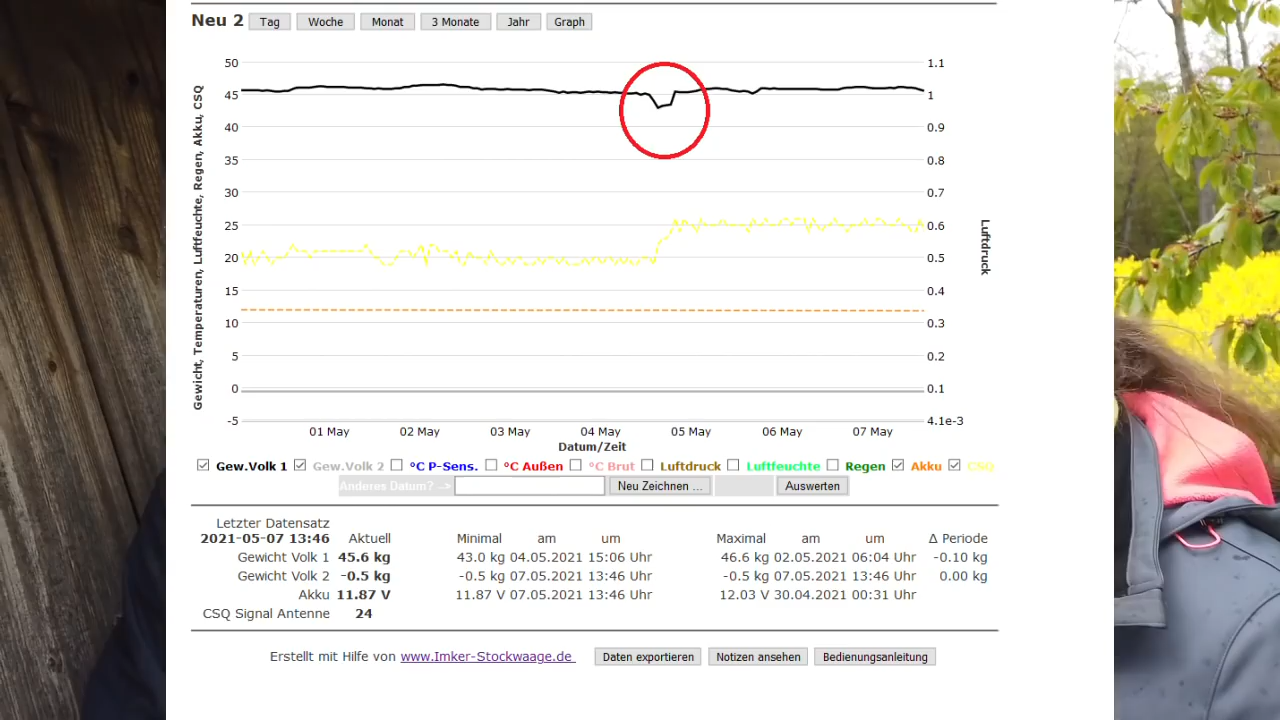 Neu 2 Tag Woche Monat 3 Monate Jahr Graph
50 1.1
45 1
40 0.9
35 0.8
30 0.7
25 0.6
20 0.5
15 0.4
10 0.3
5 0.2
0 0.1
-5 4.1e-3
Gewicht, Temperaturen, Luftfeuchte, Regen, Akku, CSQ
Luftdruck
01 May 02 May 03 May 04 May 05 May 06 May 07 May
Datum/Zeit
Gew.Volk 1 Gew.Volk 2 °C P-Sens. °C Außen °C Brut Luftdruck Luftfeuchte Regen Akku CSQ
Anderes Datum? --> Neu Zeichnen ... Auswerten
Letzter Datensatz
2021-05-07 13:46 Aktuell Minimal am um Maximal am um Δ Periode
Gewicht Volk 1 45.6 kg 43.0 kg 04.05.2021 15:06 Uhr 46.6 kg 02.05.2021 06:04 Uhr -0.10 kg
Gewicht Volk 2 -0.5 kg -0.5 kg 07.05.2021 13:46 Uhr -0.5 kg 07.05.2021 13:46 Uhr 0.00 kg
Akku 11.87 V 11.87 V 07.05.2021 13:46 Uhr 12.03 V 30.04.2021 00:31 Uhr
CSQ Signal Antenne 24
Erstellt mit Hilfe von www.Imker-Stockwaage.de Daten exportieren Notizen ansehen Bedienungsanleitung